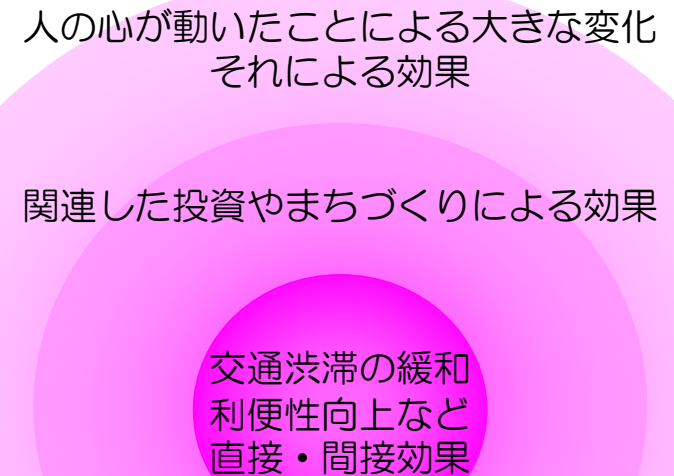 人の心が動いたことによる大きな変化
それによる効果
関連した投資やまちづくりによる効果
交通渋滞の緩和
利便性向上など
直接・間接効果